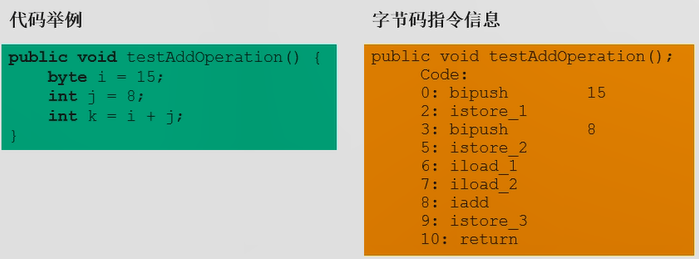 代码举例
public void testAddOperation() {
    byte i = 15;
    int j = 8;
    int k = i + j;
}
字节码指令信息
public void testAddOperation();
     Code:
     0: bipush        15
     2: istore_1
     3: bipush        8
     5: istore_2
     6: iload_1
     7: iload_2
     8: iadd
     9: istore_3
     10: return